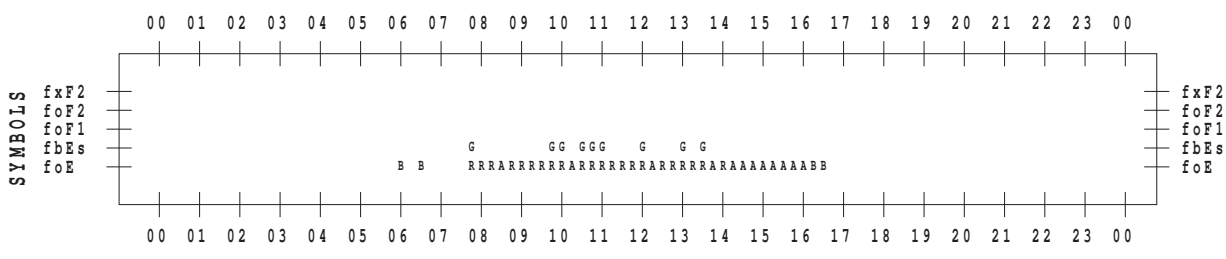 00 01 02 03 04 05 06 07 08 09 10 11 12 13 14 15 16 17 18 19 20 21 22 23 00
SYMBOLS
fxF2 fxF2
foF2 foF2
foF1 foF1
fbEs G GG GGG G G G fbEs
foE B B RRRARRRRRRARRRRRRRARRRRRARAAAAAAAABB foE
00 01 02 03 04 05 06 07 08 09 10 11 12 13 14 15 16 17 18 19 20 21 22 23 00